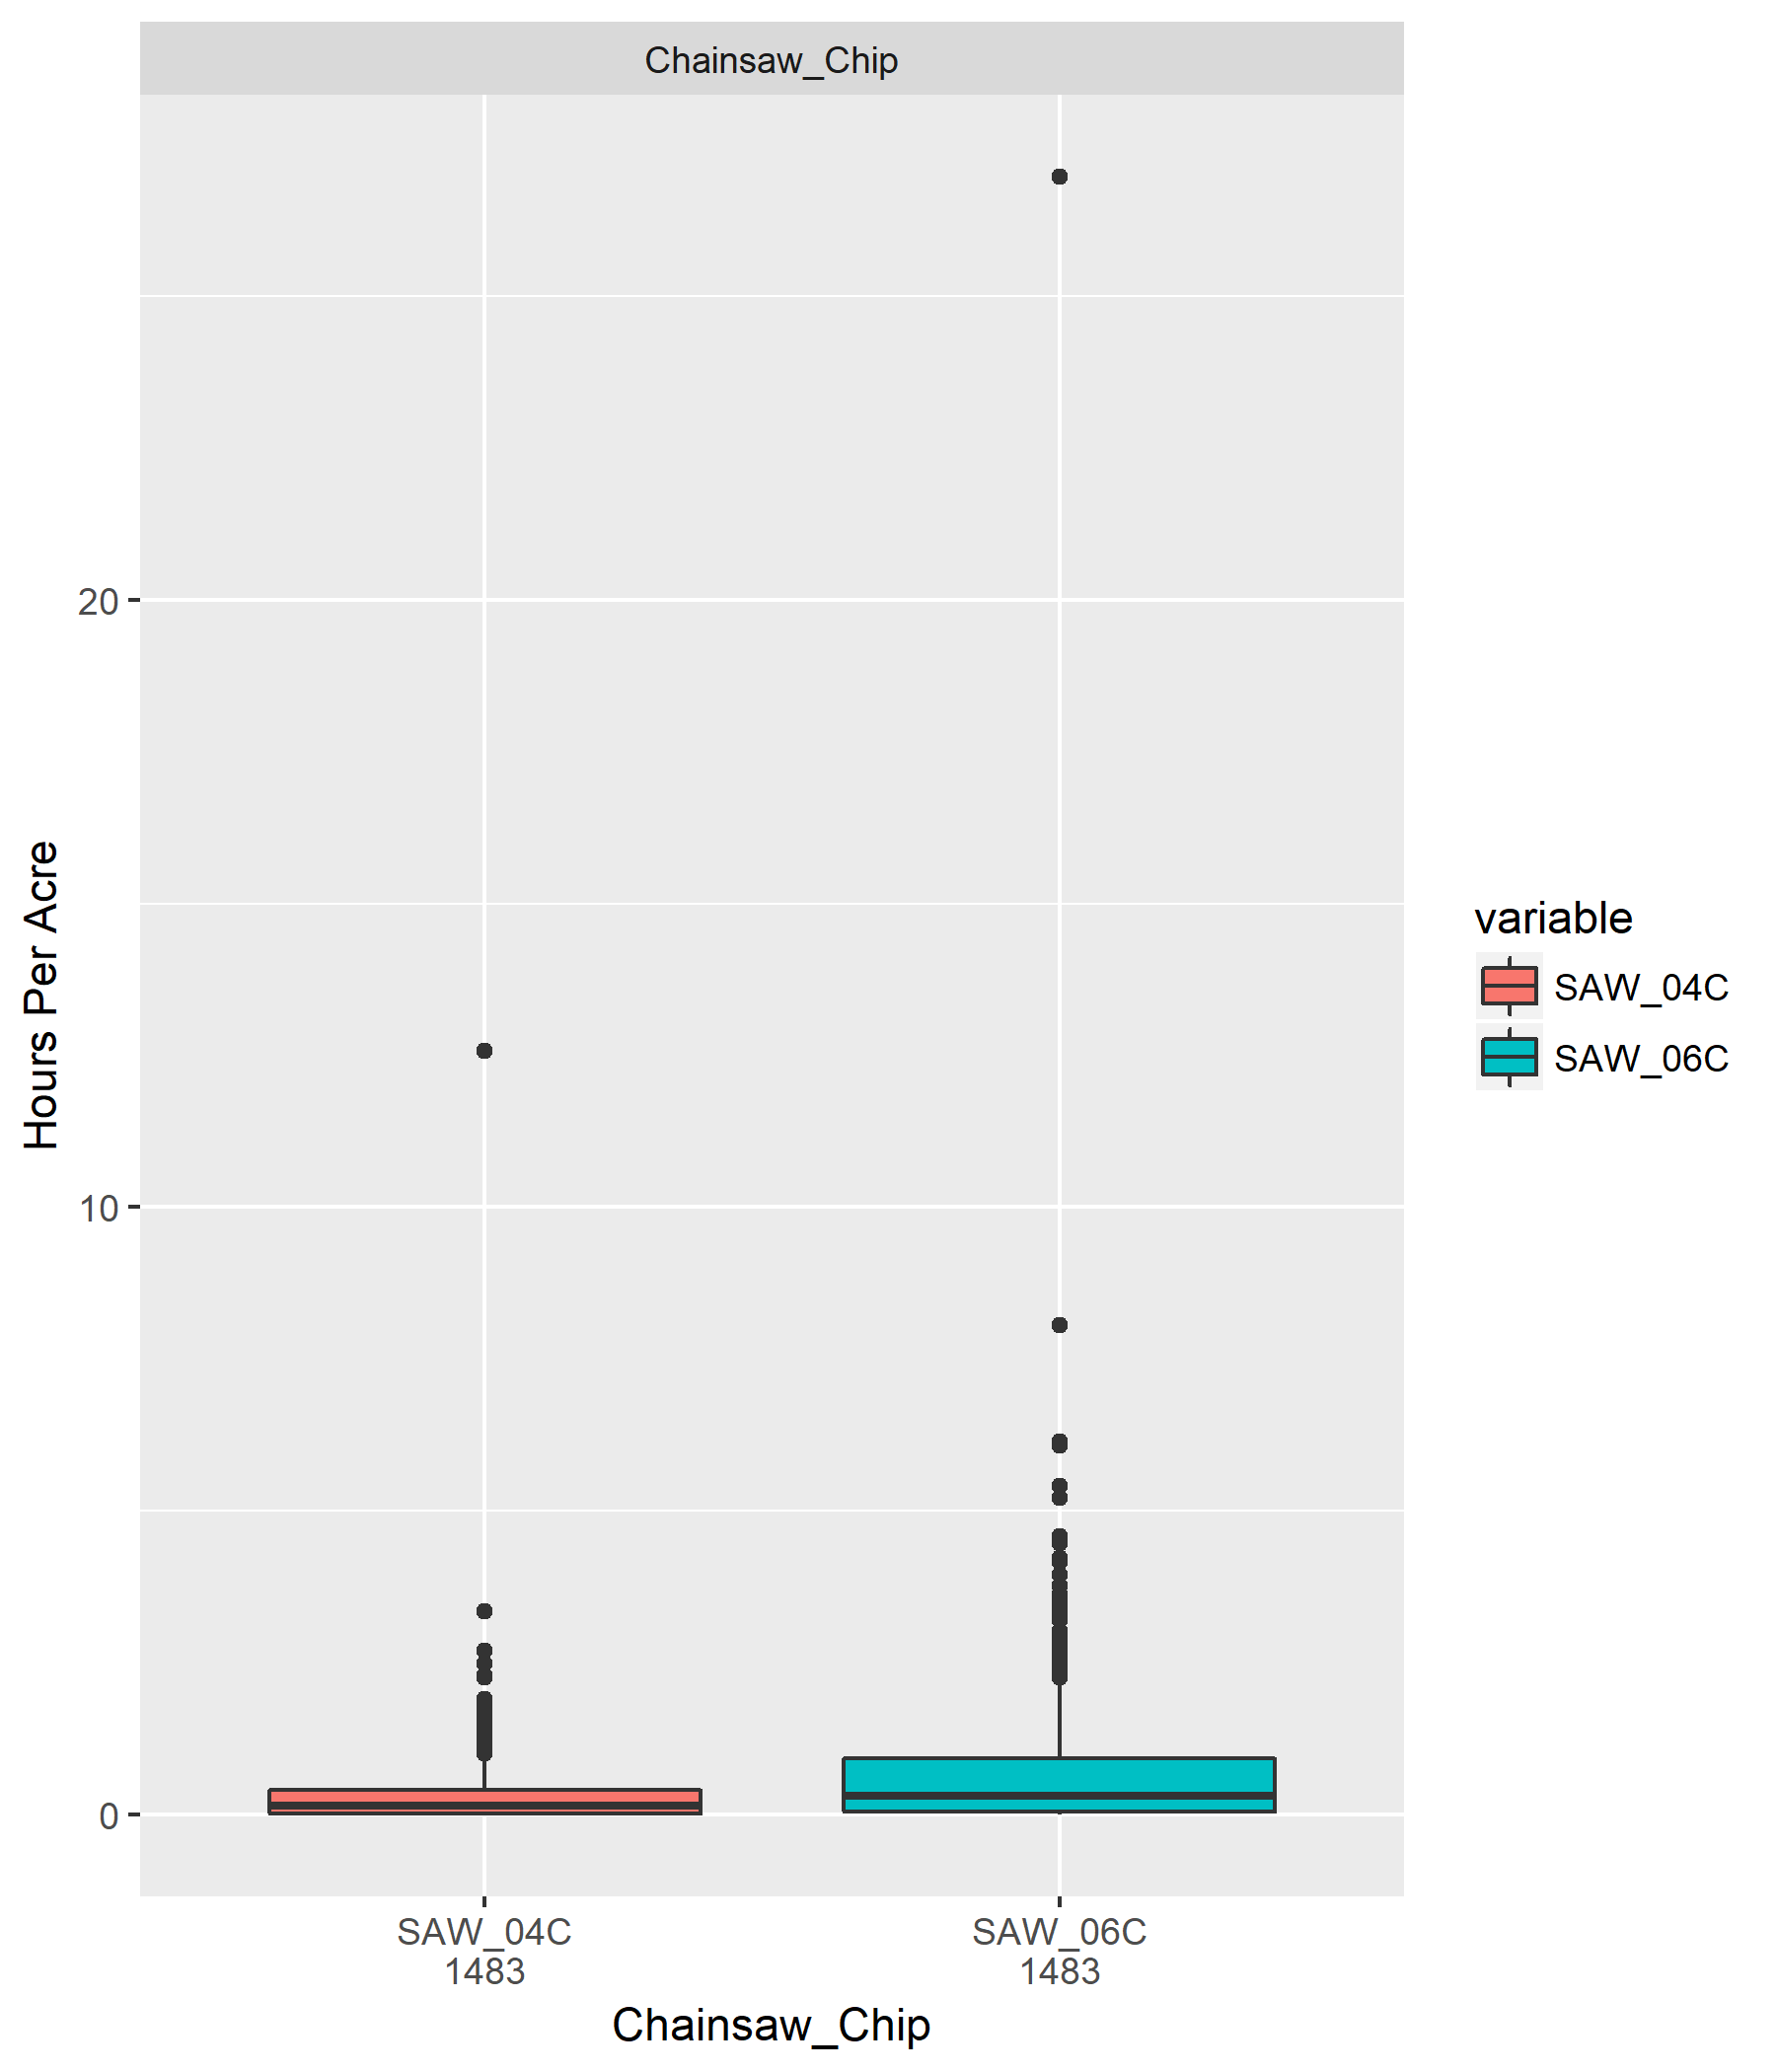 Chainsaw_Chip
Hours Per Acre
20
10
0
SAW_04C
1483
SAW_06C
1483
Chainsaw_Chip
variable
SAW_04C
SAW_06C